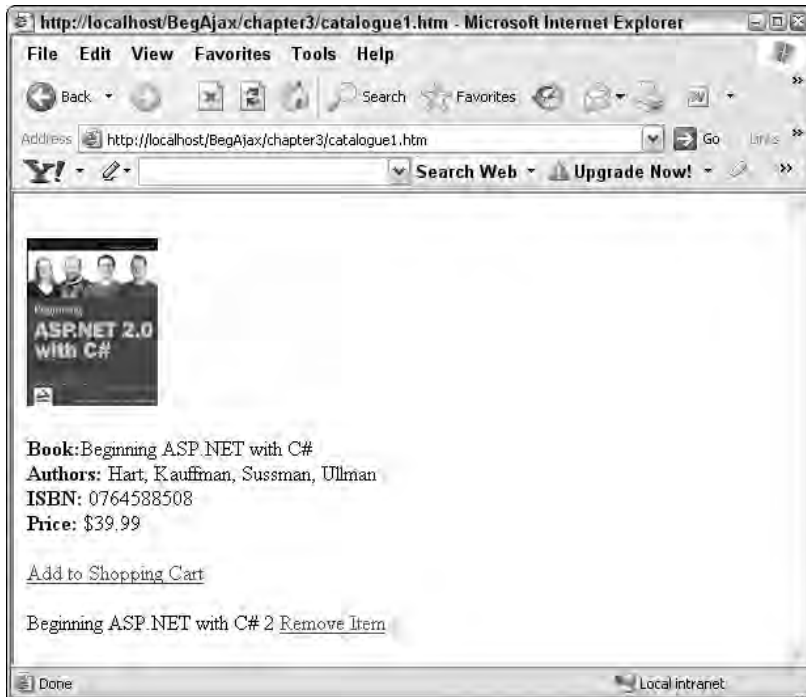 http://localhost/BegAjax/chapter3/catalogue1.htm - Microsoft Internet Explorer
File Edit View Favorites Tools Help
Back Search Favorites »
Address http://localhost/BegAjax/chapter3/catalogue1.htm Go Links »
Y! Search Web Upgrade Now! »
Beginning
ASP.NET 2.0
with C#
Book:Beginning ASP.NET with C#
Authors: Hart, Kauffman, Sussman, Ullman
ISBN: 0764588508
Price: $39.99
Add to Shopping Cart
Beginning ASP.NET with C# 2 Remove Item
Done Local intranet